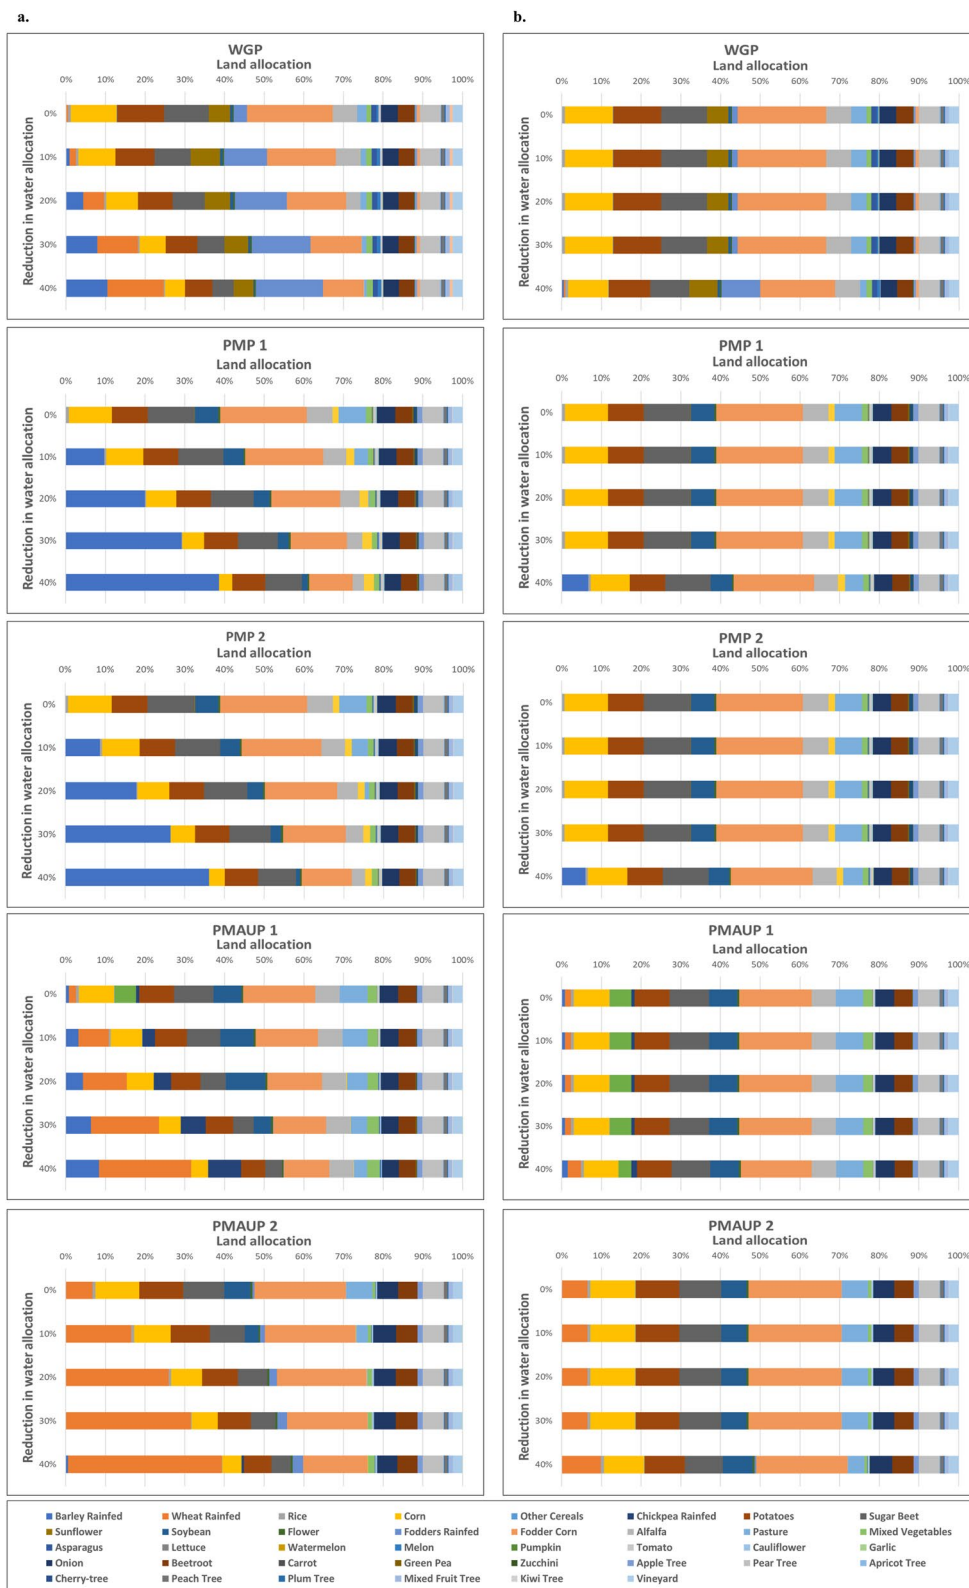 a.
WGP
Land allocation
0% 10% 20% 30% 40% 50% 60% 70% 80% 90% 100%
Reduction in water allocation
0%
10%
20%
30%
40%
PMP 1
Land allocation
0% 10% 20% 30% 40% 50% 60% 70% 80% 90% 100%
Reduction in water allocation
0%
10%
20%
30%
40%
PMP 2
Land allocation
0% 10% 20% 30% 40% 50% 60% 70% 80% 90% 100%
Reduction in water allocation
0%
10%
20%
30%
40%
PMAUP 1
Land allocation
0% 10% 20% 30% 40% 50% 60% 70% 80% 90% 100%
Reduction in water allocation
0%
10%
20%
30%
40%
PMAUP 2
Land allocation
0% 10% 20% 30% 40% 50% 60% 70% 80% 90% 100%
Reduction in water allocation
0%
10%
20%
30%
40%
b.
WGP
Land allocation
0% 10% 20% 30% 40% 50% 60% 70% 80% 90% 100%
Reduction in water allocation
0%
10%
20%
30%
40%
PMP 1
Land allocation
0% 10% 20% 30% 40% 50% 60% 70% 80% 90% 100%
Reduction in water allocation
0%
10%
20%
30%
40%
PMP 2
Land allocation
0% 10% 20% 30% 40% 50% 60% 70% 80% 90% 100%
Reduction in water allocation
0%
10%
20%
30%
40%
PMAUP 1
Land allocation
0% 10% 20% 30% 40% 50% 60% 70% 80% 90% 100%
Reduction in water allocation
0%
10%
20%
30%
40%
PMAUP 2
Land allocation
0% 10% 20% 30% 40% 50% 60% 70% 80% 90% 100%
Reduction in water allocation
0%
10%
20%
30%
40%
Barley Rainfed Wheat Rainfed Rice Corn Other Cereals Chickpea Rainfed Potatoes Sugar Beet
Sunflower Soybean Flower Fodders Rainfed Fodder Corn Alfalfa Pasture Mixed Vegetables
Asparagus Lettuce Watermelon Melon Pumpkin Tomato Cauliflower Garlic
Onion Beetroot Carrot Green Pea Zucchini Apple Tree Pear Tree Apricot Tree
Cherry-tree Peach Tree Plum Tree Mixed Fruit Tree Kiwi Tree Vineyard